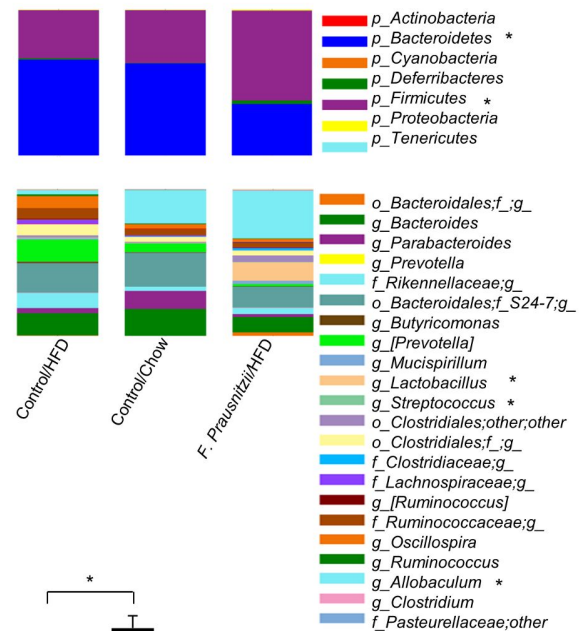 p_Actinobacteria
p_Bacteroidetes *
p_Cyanobacteria
p_Deferribacteres
p_Firmicutes *
p_Proteobacteria
p_Tenericutes
o_Bacteroidales;f_;g_
g_Bacteroides
g_Parabacteroides
g_Prevotella
f_Rikennellaceae;g_
o_Bacteroidales;f_S24-7;g_
g_Butyricomonas
g_[Prevotella]
g_Mucispirillum
g_Lactobacillus *
g_Streptococcus *
o_Clostridiales;other;other
o_Clostridiales;f_;g_
f_Clostridiaceae;g_
f_Lachnospiraceae;g_
g_[Ruminococcus]
f_Ruminococcaceae;g_
g_Oscillospira
g_Ruminococcus
g_Allobaculum *
g_Clostridium
f_Pasteurellaceae;other
Control/HFD
Control/Chow
F. Prausnitzii/HFD
*